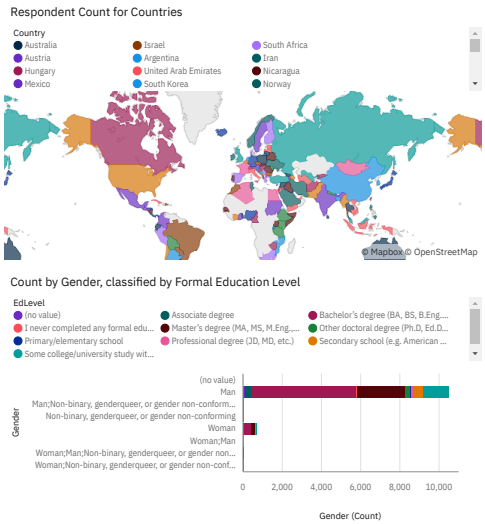 Respondent Count for Countries
Country
Australia Israel South Africa
Austria Argentina Iran
Hungary United Arab Emirates Nicaragua
Mexico South Korea Norway
© Mapbox © OpenStreetMap
Count by Gender, classified by Formal Education Level
EdLevel
(no value) Associate degree Bachelor's degree (BA, BS, B.Eng....
I never completed any formal edu... Master's degree (MA, MS, M.Eng.,... Other doctoral degree (Ph.D, Ed.D...
Primary/elementary school Professional degree (JD, MD, etc.) Secondary school (e.g. American ...
Some college/university study wit...
(no value)
Man
Man;Non-binary, genderqueer, or gender non-conform...
Non-binary, genderqueer, or gender non-conforming
Woman
Woman;Man
Woman;Man;Non-binary, genderqueer, or gender non...
Woman;Non-binary, genderqueer, or gender non-conf...
Gender
0 2,000 4,000 6,000 8,000 10,000
Gender (Count)